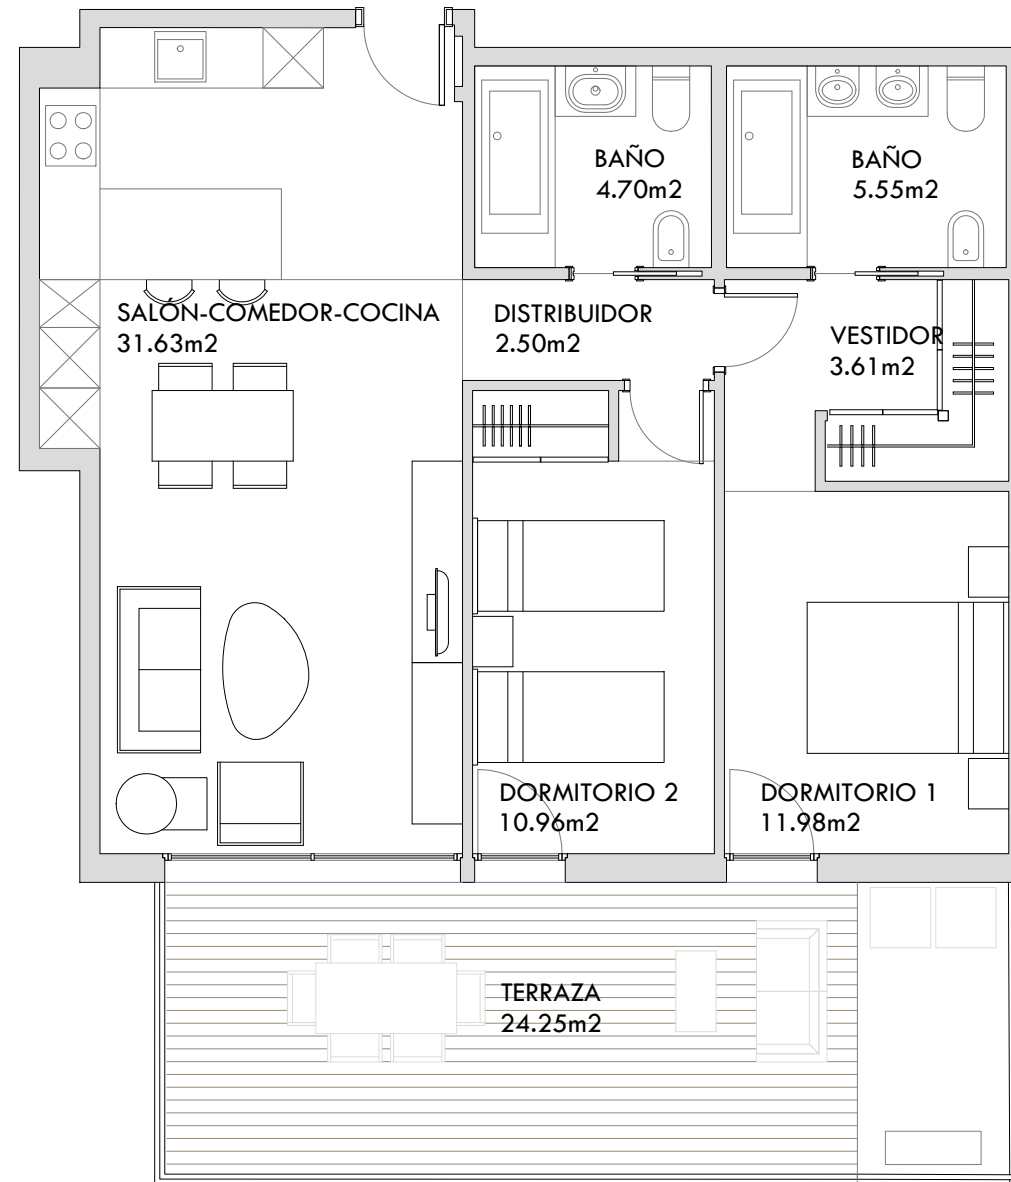 BAÑO
4.70m2
BAÑO
5.55m2
SALÓN-COMEDOR-COCINA
31.63m2
DISTRIBUIDOR
2.50m2
VESTIDOR
3.61m2
DORMITORIO 2
10.96m2
DORMITORIO 1
11.98m2
TERRAZA
24.25m2